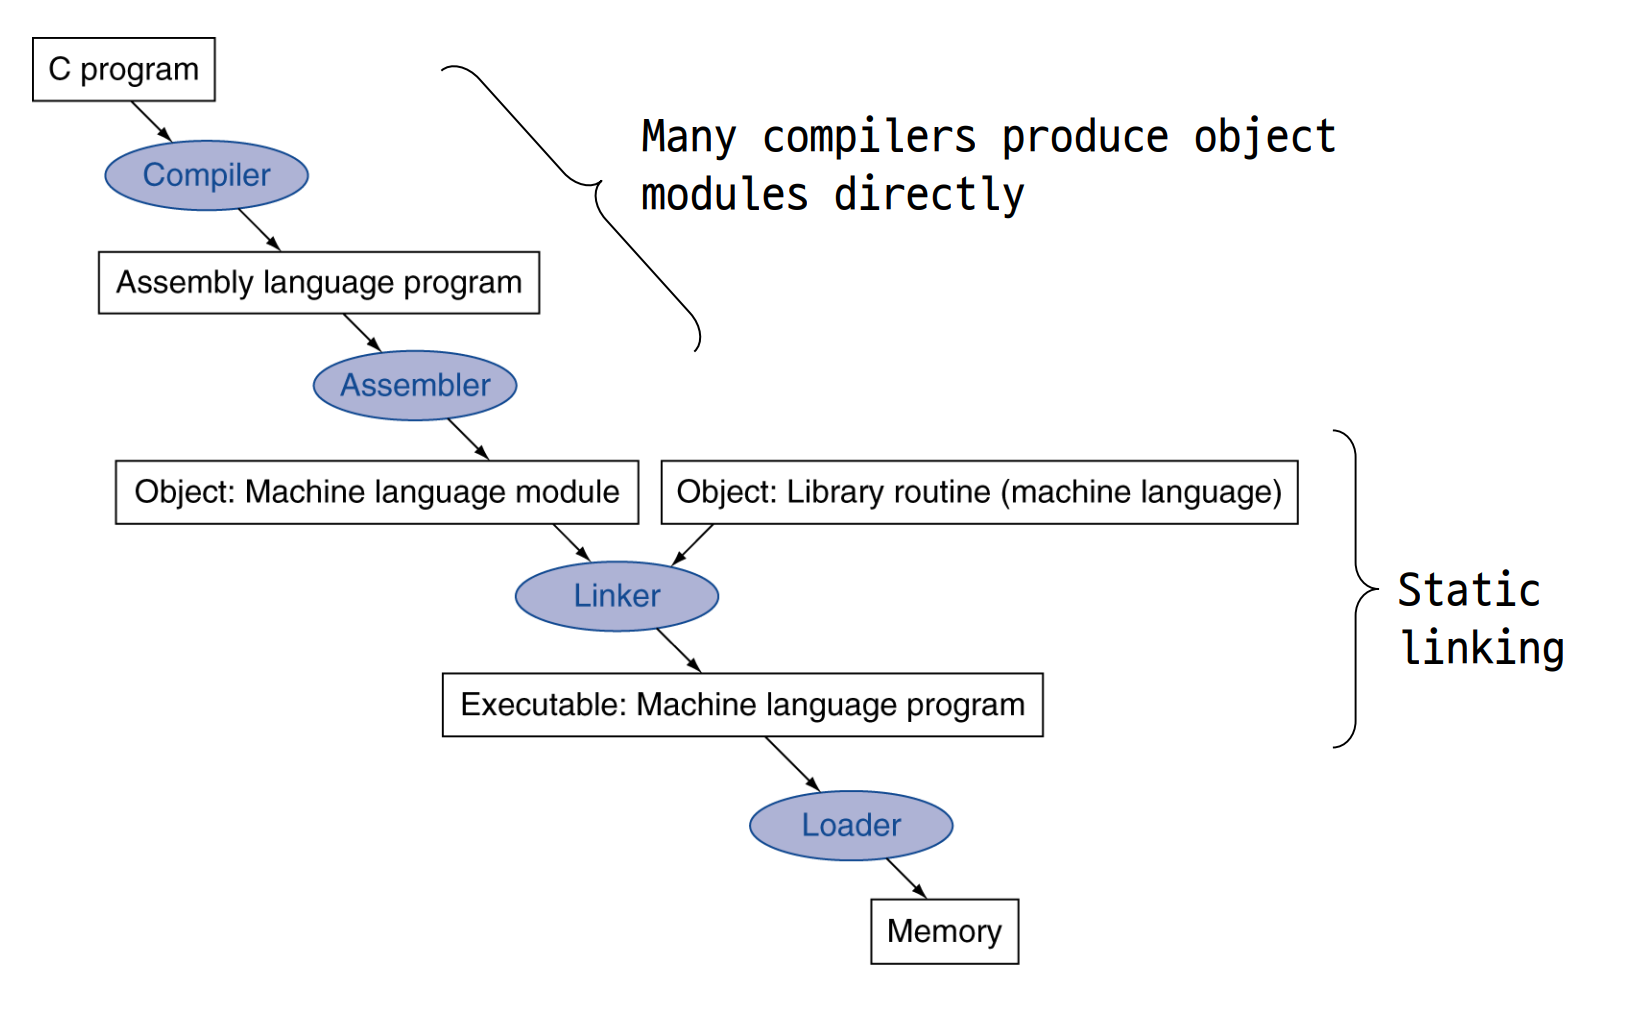 C program
Many compilers produce object
modules directly
Compiler
Assembly language program
Assembler
Object: Machine language module
Object: Library routine (machine language)
Linker
Static
linking
Executable: Machine language program
Loader
Memory